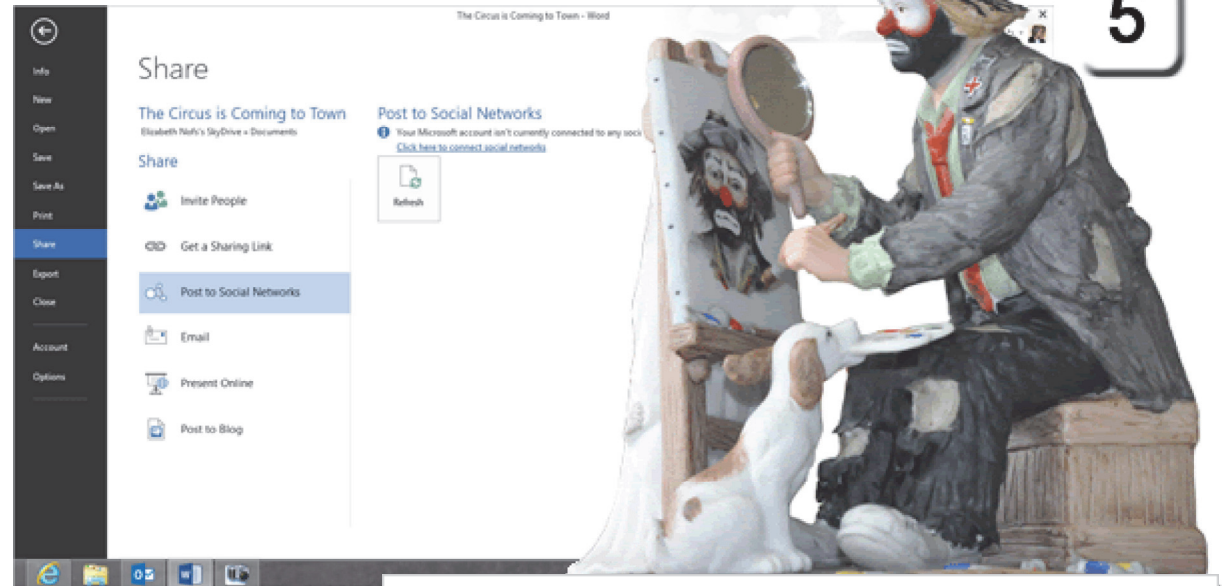 The Circus is Coming to Town - Word
5
Info
New
Open
Save
Save As
Print
Share
Export
Close
Account
Options
Share
The Circus is Coming to Town
Elizabeth Nofs's SkyDrive » Documents
Share
Invite People
Get a Sharing Link
Post to Social Networks
Email
Present Online
Post to Blog
Post to Social Networks
Your Microsoft account isn't currently connected to any soci
Click here to connect social networks
Refresh